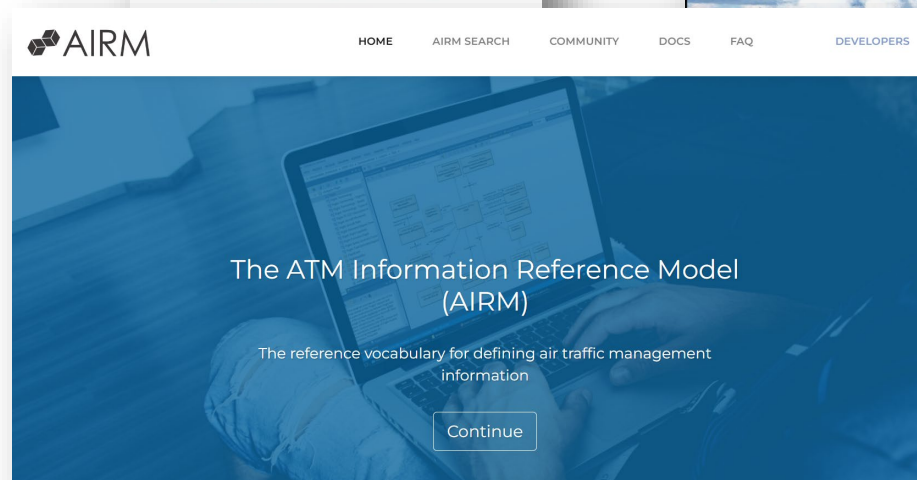 AIRM
HOME AIRM SEARCH COMMUNITY DOCS FAQ DEVELOPERS
The ATM Information Reference Model
(AIRM)
The reference vocabulary for defining air traffic management
information
Continue